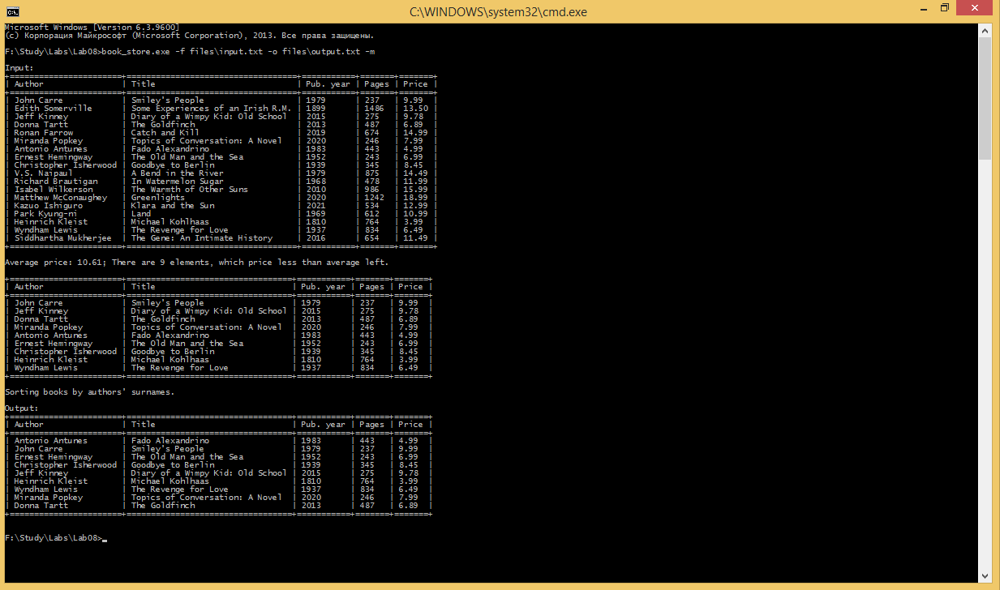 C:\WINDOWS\system32\cmd.exe
Microsoft Windows [Version 6.3.9600]
(c) Корпорация Майкрософт (Microsoft Corporation), 2013. Все права защищены.
F:\Study\Labs\Lab08>book_store.exe -f files\input.txt -o files\output.txt -m
Input:
+=======================+===================================+===========+=======+=======+
| Author | Title | Pub. year | Pages | Price |
+=======================+===================================+===========+=======+=======+
| John Carre | Smiley's People | 1979 | 237 | 9.99 |
| Edith Somerville | Some Experiences of an Irish R.M. | 1899 | 1486 | 13.50 |
| Jeff Kinney | Diary of a Wimpy Kid: Old School | 2015 | 275 | 9.78 |
| Donna Tartt | The Goldfinch | 2013 | 487 | 6.89 |
| Ronan Farrow | Catch and Kill | 2019 | 674 | 14.99 |
| Miranda Popkey | Topics of Conversation: A Novel | 2020 | 246 | 7.99 |
| Antonio Antunes | Fado Alexandrino | 1983 | 443 | 4.99 |
| Ernest Hemingway | The Old Man and the Sea | 1952 | 243 | 6.99 |
| Christopher Isherwood | Goodbye to Berlin | 1939 | 345 | 8.45 |
| V.S. Naipaul | A Bend in the River | 1979 | 875 | 14.49 |
| Richard Brautigan | In Watermelon Sugar | 1968 | 478 | 11.99 |
| Isabel Wilkerson | The Warmth of Other Suns | 2010 | 986 | 15.99 |
| Matthew McConaughey | Greenlights | 2020 | 1242 | 18.99 |
| Kazuo Ishiguro | Klara and the Sun | 2021 | 534 | 12.99 |
| Park Kyung-ni | Land | 1969 | 612 | 10.99 |
| Heinrich Kleist | Michael Kohlhaas | 1810 | 764 | 3.99 |
| Wyndham Lewis | The Revenge for Love | 1937 | 834 | 6.49 |
| Siddhartha Mukherjee | The Gene: An Intimate History | 2016 | 654 | 11.49 |
+=======================+===================================+===========+=======+=======+
Average price: 10.61; There are 9 elements, which price less than average left.
+=======================+==================================+===========+=======+=======+
| Author | Title | Pub. year | Pages | Price |
+=======================+==================================+===========+=======+=======+
| John Carre | Smiley's People | 1979 | 237 | 9.99 |
| Jeff Kinney | Diary of a Wimpy Kid: Old School | 2015 | 275 | 9.78 |
| Donna Tartt | The Goldfinch | 2013 | 487 | 6.89 |
| Miranda Popkey | Topics of Conversation: A Novel | 2020 | 246 | 7.99 |
| Antonio Antunes | Fado Alexandrino | 1983 | 443 | 4.99 |
| Ernest Hemingway | The Old Man and the Sea | 1952 | 243 | 6.99 |
| Christopher Isherwood | Goodbye to Berlin | 1939 | 345 | 8.45 |
| Heinrich Kleist | Michael Kohlhaas | 1810 | 764 | 3.99 |
| Wyndham Lewis | The Revenge for Love | 1937 | 834 | 6.49 |
+=======================+==================================+===========+=======+=======+
Sorting books by authors' surnames.
Output:
+=======================+==================================+===========+=======+=======+
| Author | Title | Pub. year | Pages | Price |
+=======================+==================================+===========+=======+=======+
| Antonio Antunes | Fado Alexandrino | 1983 | 443 | 4.99 |
| John Carre | Smiley's People | 1979 | 237 | 9.99 |
| Ernest Hemingway | The Old Man and the Sea | 1952 | 243 | 6.99 |
| Christopher Isherwood | Goodbye to Berlin | 1939 | 345 | 8.45 |
| Jeff Kinney | Diary of a Wimpy Kid: Old School | 2015 | 275 | 9.78 |
| Heinrich Kleist | Michael Kohlhaas | 1810 | 764 | 3.99 |
| Wyndham Lewis | The Revenge for Love | 1937 | 834 | 6.49 |
| Miranda Popkey | Topics of Conversation: A Novel | 2020 | 246 | 7.99 |
| Donna Tartt | The Goldfinch | 2013 | 487 | 6.89 |
+=======================+==================================+===========+=======+=======+
F:\Study\Labs\Lab08>_